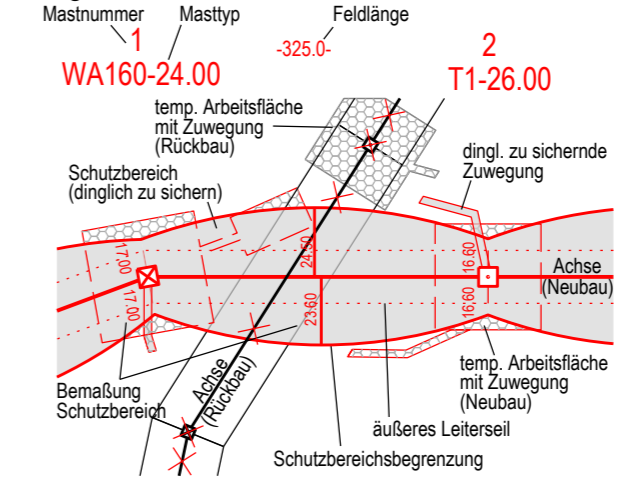 Mastnummer Masttyp Feldlänge
1 -325.0- 2
WA160-24.00 T1-26.00
temp. Arbeitsfläche
mit Zuwegung
(Rückbau)
dingl. zu sichernde
Zuwegung
Schutzbereich
(dinglich zu sichern)
17.00
17.00
24.50
23.60
16.60
16.60
Achse
(Neubau)
Achse
(Rückbau)
Bemaßung
Schutzbereich
temp. Arbeitsfläche
mit Zuwegung
(Neubau)
äußeres Leiterseil
Schutzbereichsbegrenzung